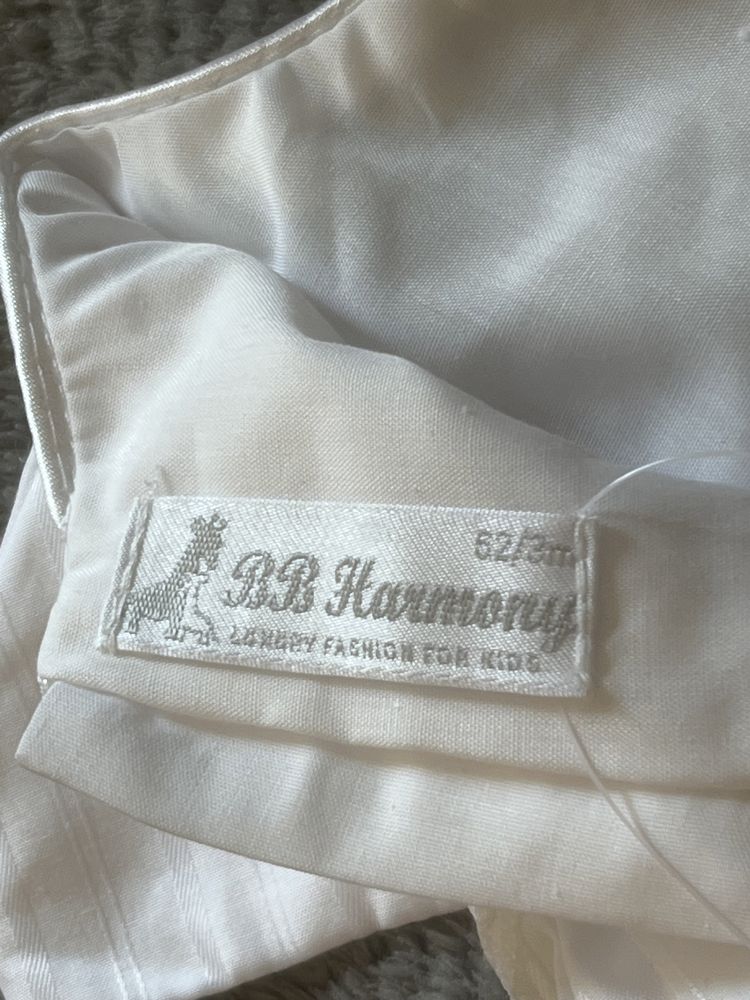 62/3m
BB Harmony
LUXURY FASHION FOR KIDS